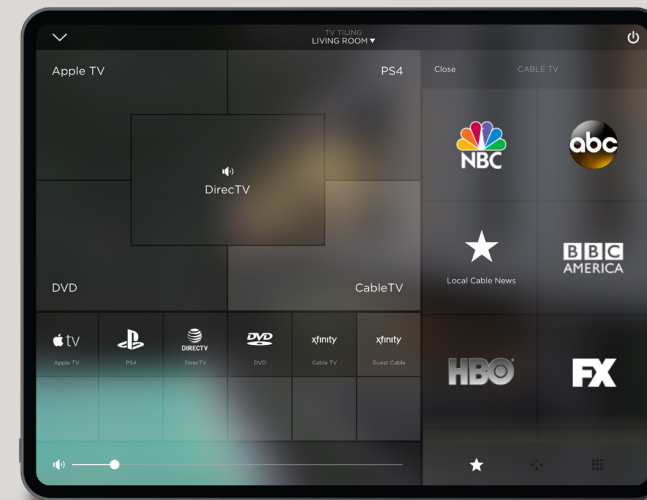 TV TILING
LIVING ROOM ▾
Apple TV
PS4
DirecTV
DVD
CableTV
tv
DIRECTV
DVD
xfinity
xfinity
Apple TV
PS4
DirecTV
DVD
Cable TV
Guest Cable
Close
CABLE TV
NBC
abc
Local Cable News
BBC
AMERICA
HBO
FX